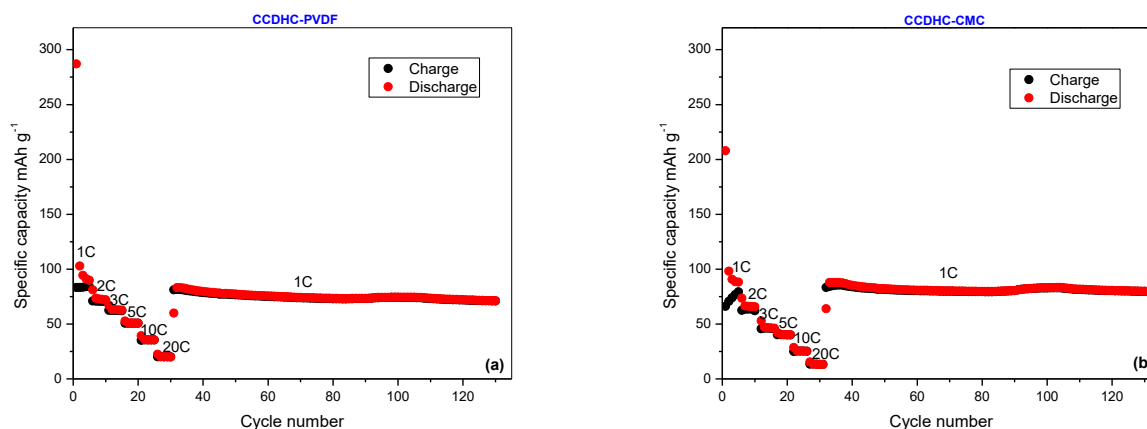 CCDHC-PVDF
300
250
200
150
100
50
0
Specific capacity mAh g⁻¹
Charge
Discharge
1C
2C
3C
5C
10C
20C
1C
(a)
0 20 40 60 80 100 120
Cycle number
CCDHC-CMC
300
250
200
150
100
50
0
Specific capacity mAh g⁻¹
Charge
Discharge
1C
2C
3C
5C
10C
20C
1C
(b
0 20 40 60 80 100 120
Cycle number